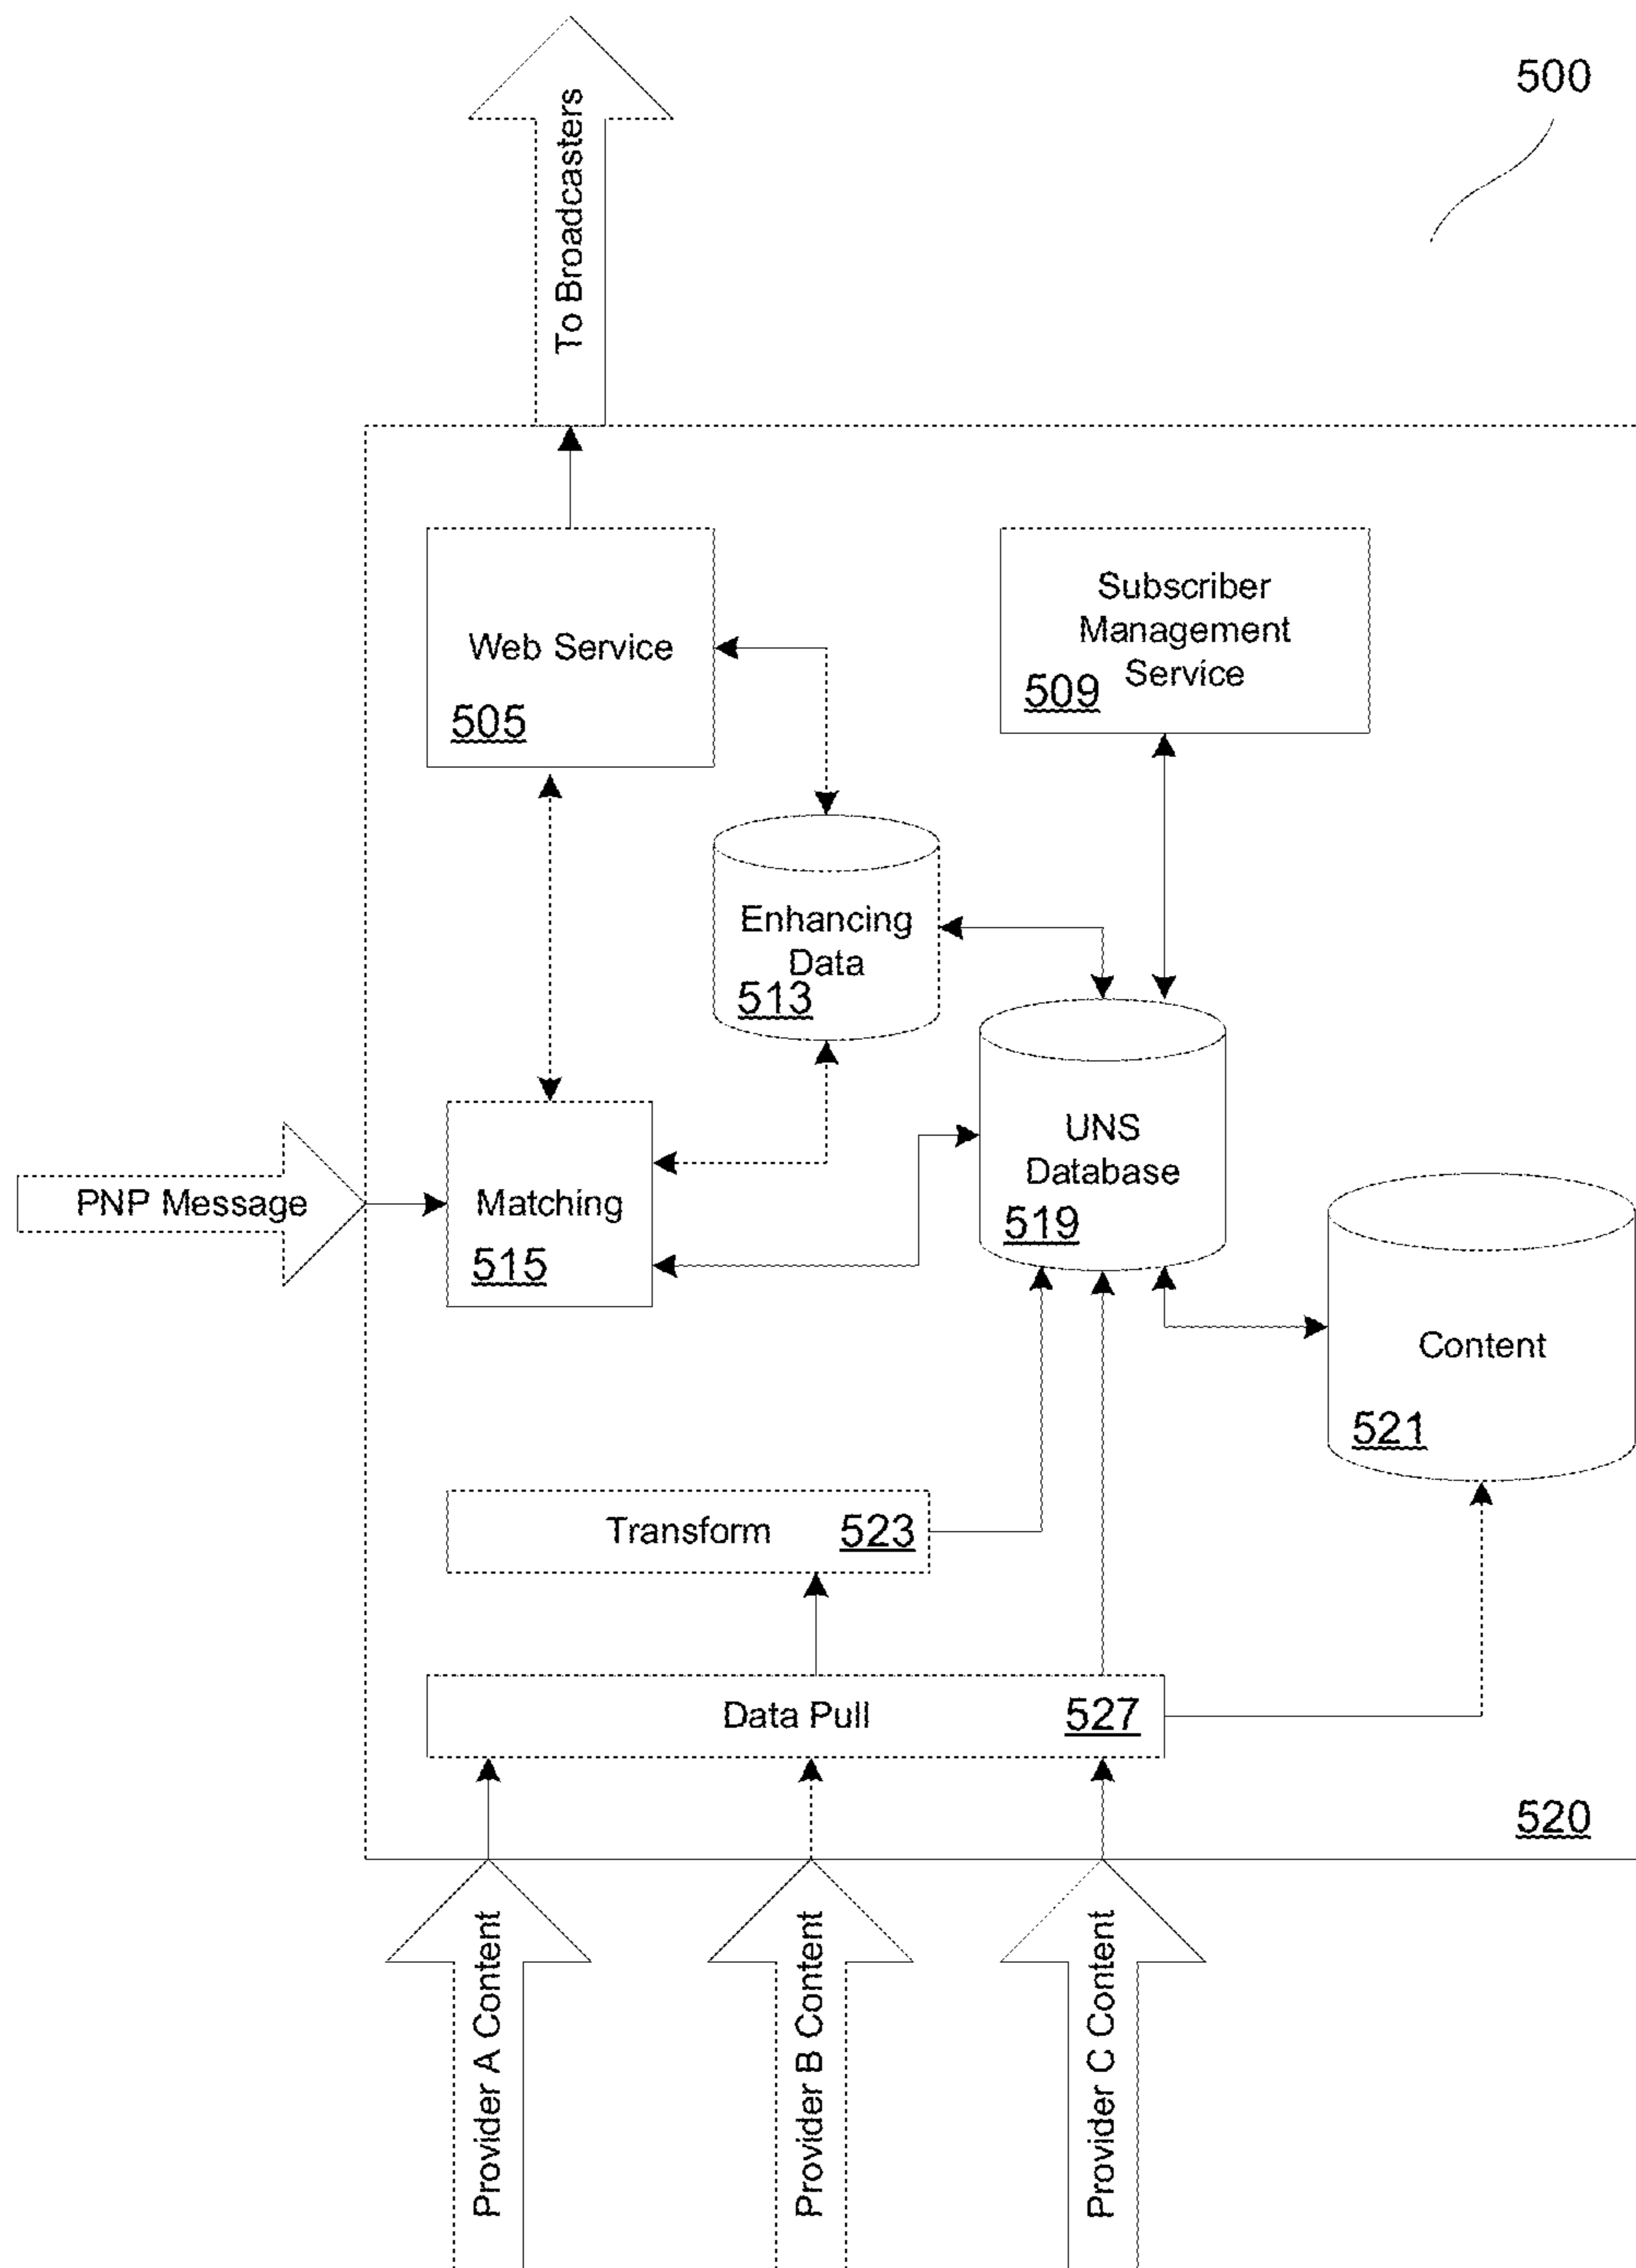 500
To Broadcasters
Web Service
505
Subscriber
Management
Service
509
Enhancing
Data
513
UNS
Database
519
PNP Message
Matching
515
Content
521
Transform
523
Data Pull
527
520
Provider A Content
Provider B Content
Provider C Content